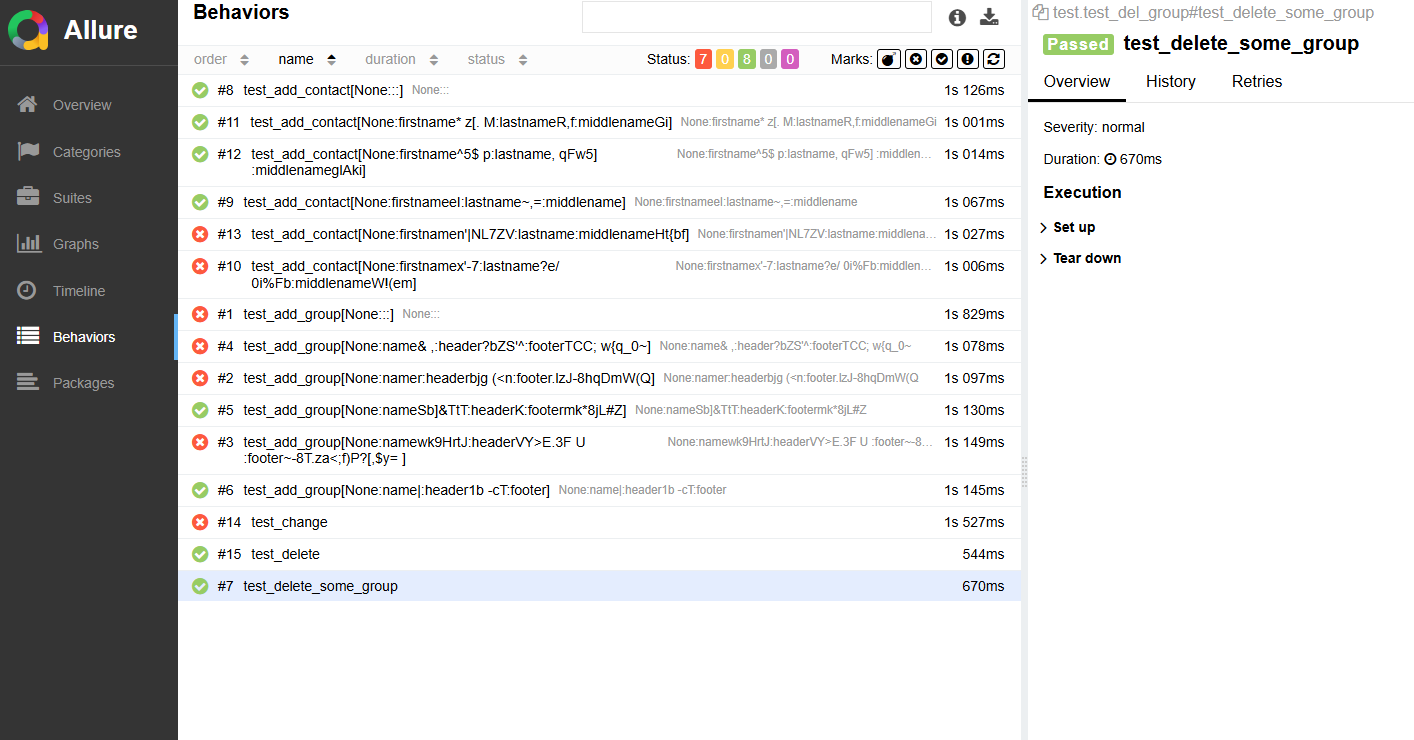 Allure
Overview
Categories
Suites
Graphs
Timeline
Behaviors
Packages
Behaviors
order name duration status Status: 7 0 8 0 0 Marks:
#8 test_add_contact[None:::] None::: 1s 126ms
#11 test_add_contact[None:firstname* z[. M:lastnameR,f:middlenameGi] None:firstname* z[. M:lastnameR,f:middlenameGi 1s 001ms
#12 test_add_contact[None:firstname^5$ p:lastname, qFw5] None:firstname^5$ p:lastname, qFw5] :middlen... 1s 014ms
:middlenameglAki]
#9 test_add_contact[None:firstnameeI:lastname~,=:middlename] None:firstnameeI:lastname~,=:middlename 1s 067ms
#13 test_add_contact[None:firstnamen'|NL7ZV:lastname:middlenameHt{bf] None:firstnamen'|NL7ZV:lastname:middlena... 1s 027ms
#10 test_add_contact[None:firstnamex'-7:lastname?e/ None:firstnamex'-7:lastname?e/ 0i%Fb:middlen... 1s 006ms
0i%Fb:middlenameW!(em]
#1 test_add_group[None:::] None::: 1s 829ms
#4 test_add_group[None:name& ,:header?bZS'^:footerTCC; w{q_0~] None:name& ,:header?bZS'^:footerTCC; w{q_0~ 1s 078ms
#2 test_add_group[None:namer:headerbjg (<n:footer.lzJ-8hqDmW(Q] None:namer:headerbjg (<n:footer.lzJ-8hqDmW(Q 1s 097ms
#5 test_add_group[None:nameSb]&TtT:headerK:footermk*8jL#Z] None:nameSb]&TtT:headerK:footermk*8jL#Z 1s 130ms
#3 test_add_group[None:namewk9HrtJ:headerVY>E.3F U None:namewk9HrtJ:headerVY>E.3F U :footer~-8... 1s 149ms
:footer~-8T.za<;f)P?[,$y= ]
#6 test_add_group[None:name|:header1b -cT:footer] None:name|:header1b -cT:footer 1s 145ms
#14 test_change 1s 527ms
#15 test_delete 544ms
#7 test_delete_some_group 670ms
test.test_del_group#test_delete_some_group
Passed test_delete_some_group
Overview History Retries
Severity: normal
Duration: 670ms
Execution
Set up
Tear down